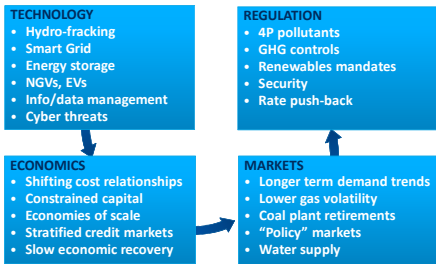 TECHNOLOGY
• Hydro-fracking
• Smart Grid
• Energy storage
• NGVs, EVs
• Info/data management
• Cyber threats
REGULATION
• 4P pollutants
• GHG controls
• Renewables mandates
• Security
• Rate push-back
ECONOMICS
• Shifting cost relationships
• Constrained capital
• Economies of scale
• Stratified credit markets
• Slow economic recovery
MARKETS
• Longer term demand trends
• Lower gas volatility
• Coal plant retirements
• “Policy” markets
• Water supply